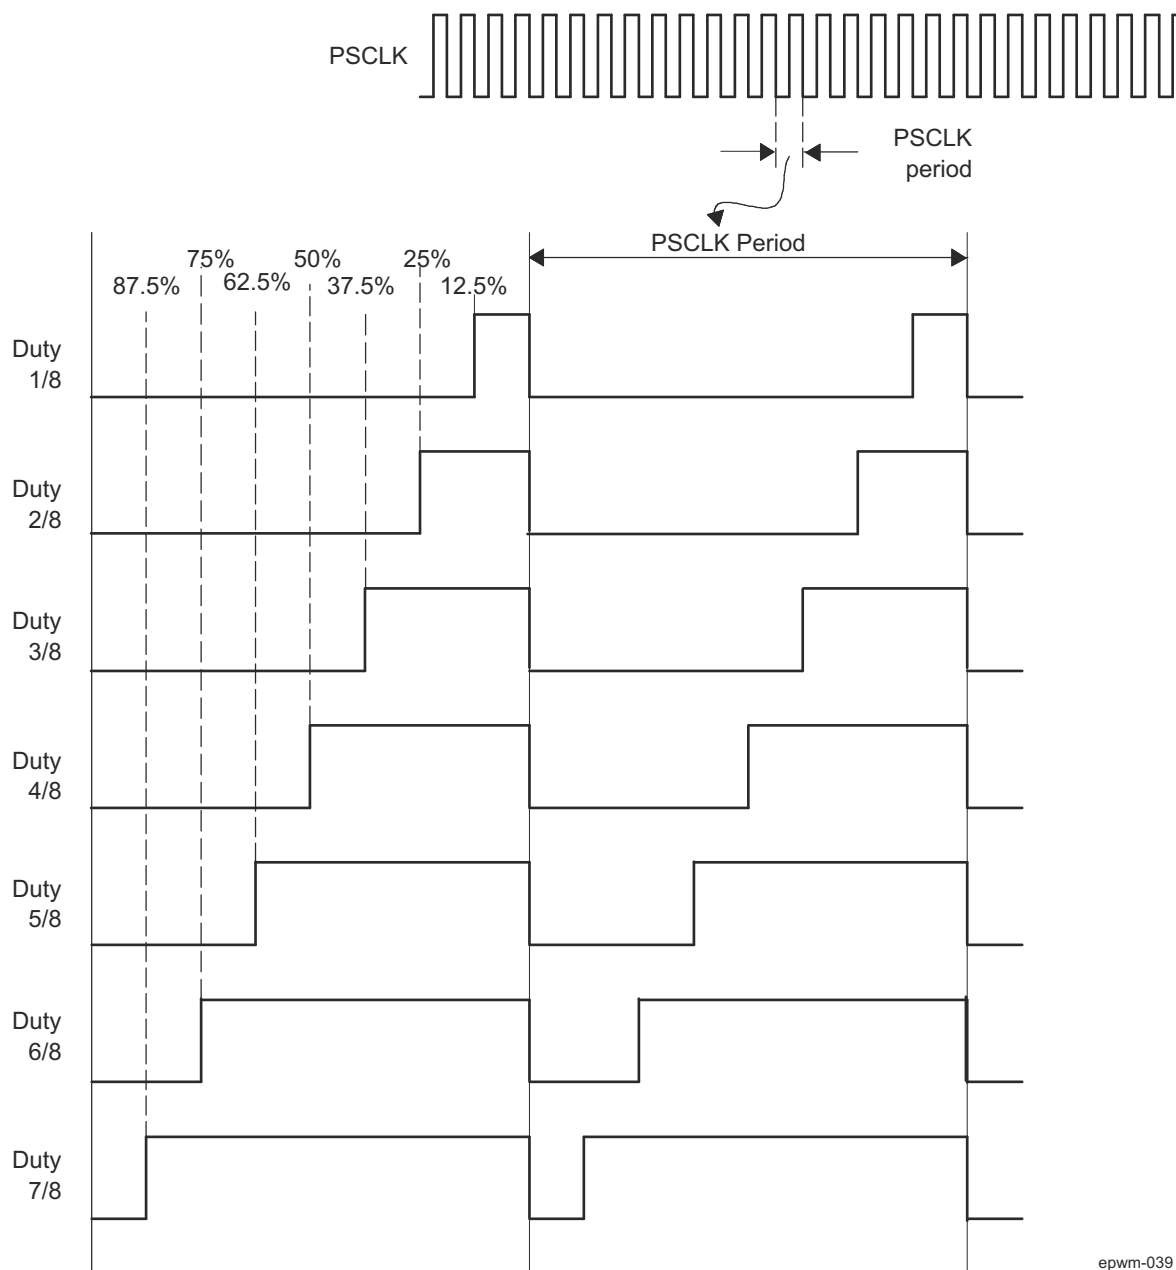 PSCLK
PSCLK
period
PSCLK Period
75%
50%
25%
87.5%
62.5%
37.5%
12.5%
Duty
1/8
Duty
2/8
Duty
3/8
Duty
4/8
Duty
5/8
Duty
6/8
Duty
7/8
epwm-039